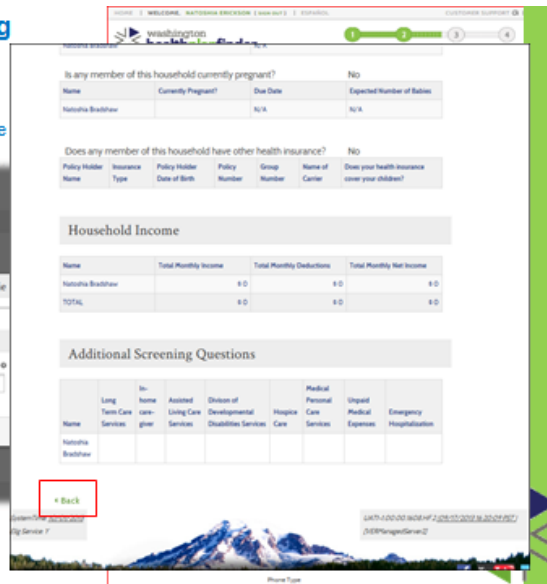 HOME | WELCOME, NATOSHIA ERICKSON (SIGN OUT) | ESPAÑOL
CUSTOMER SUPPORT
washington
healthplanfinder
1 2 3 4
g
e
Natoshia Bradshaw N/A
Is any member of this household currently pregnant? No
Name Currently Pregnant? Due Date Expected Number of Babies
Natoshia Bradshaw N/A N/A
Does any member of this household have other health insurance? No
Policy Holder Name Insurance Type Policy Holder Date of Birth Policy Number Group Number Name of Carrier Does your health insurance cover your children?
Household Income
Name Total Monthly Income Total Monthly Deductions Total Monthly Net Income
Natoshia Bradshaw $ 0 $ 0 $ 0
TOTAL $ 0 $ 0 $ 0
Additional Screening Questions
Name Long Term Care Services In-home care-giver Assisted Living Care Services Divison of Developmental Disabilities Services Hospice Care Medical Personal Care Services Unpaid Medical Expenses Emergency Hospitalization
Natoshia Bradshaw
< Back
Elig Service: ?
Phone Type